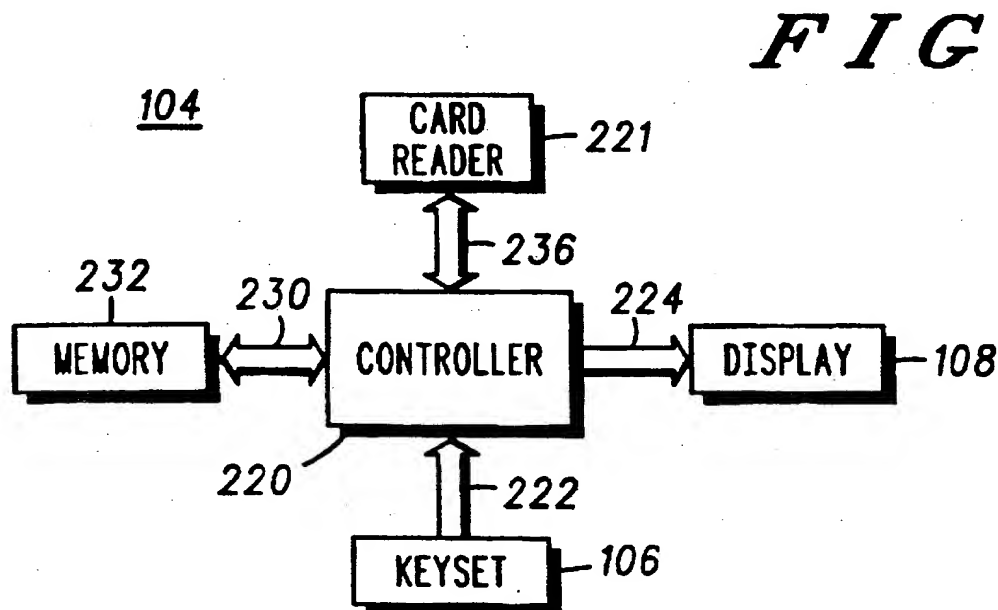 FIG
104
CARD
READER
221
236
232
230
224
MEMORY
CONTROLLER
DISPLAY
108
220
222
KEYSET
106